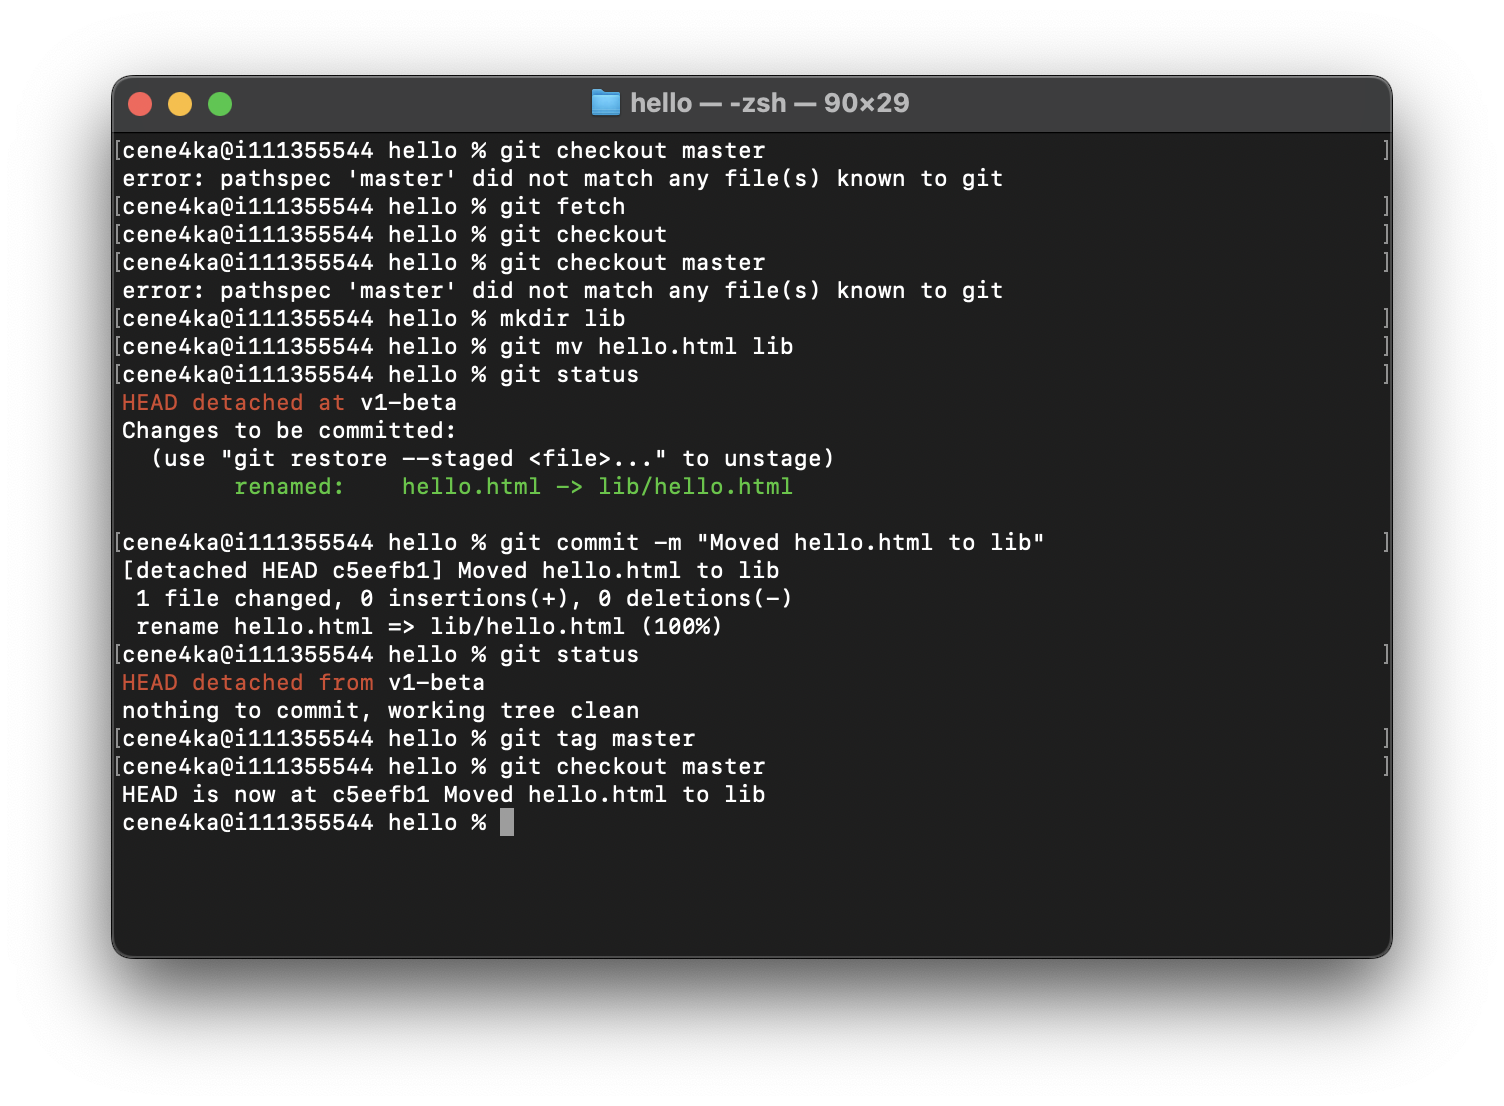 hello — -zsh — 90×29
[cene4ka@i111355544 hello % git checkout master ]
error: pathspec 'master' did not match any file(s) known to git
[cene4ka@i111355544 hello % git fetch ]
[cene4ka@i111355544 hello % git checkout ]
[cene4ka@i111355544 hello % git checkout master ]
error: pathspec 'master' did not match any file(s) known to git
[cene4ka@i111355544 hello % mkdir lib ]
[cene4ka@i111355544 hello % git mv hello.html lib ]
[cene4ka@i111355544 hello % git status ]
HEAD detached at v1-beta
Changes to be committed:
  (use "git restore --staged <file>..." to unstage)
        renamed:    hello.html -> lib/hello.html
[cene4ka@i111355544 hello % git commit -m "Moved hello.html to lib" ]
[detached HEAD c5eefb1] Moved hello.html to lib
 1 file changed, 0 insertions(+), 0 deletions(-)
 rename hello.html => lib/hello.html (100%)
[cene4ka@i111355544 hello % git status ]
HEAD detached from v1-beta
nothing to commit, working tree clean
[cene4ka@i111355544 hello % git tag master ]
[cene4ka@i111355544 hello % git checkout master ]
HEAD is now at c5eefb1 Moved hello.html to lib
cene4ka@i111355544 hello %